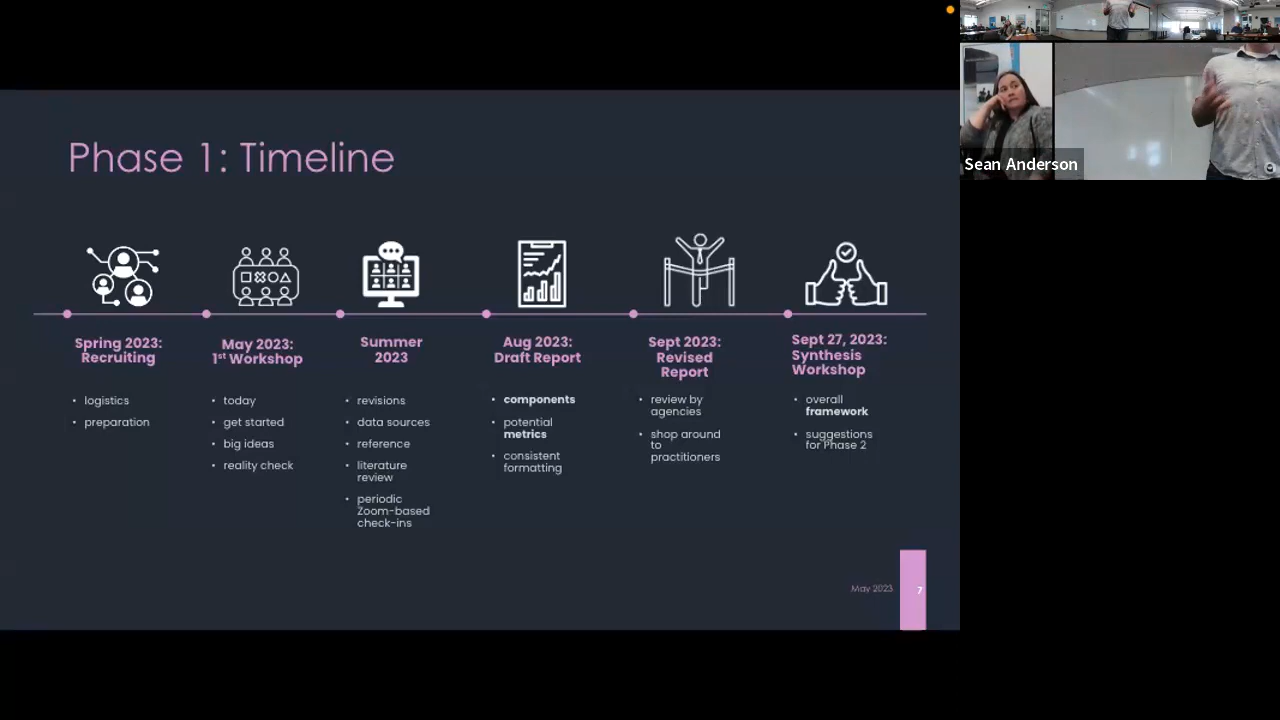 Phase 1: Timeline
Spring 2023:
Recruiting
• logistics
• preparation
May 2023:
1st Workshop
• today
• get started
• big ideas
• reality check
Summer
2023
• revisions
• data sources
• reference
• literature
review
• periodic
Zoom-based
check-ins
Aug 2023:
Draft Report
• components
• potential
metrics
• consistent
formatting
Sept 2023:
Revised
Report
• review by
agencies
• shop around
to
practitioners
Sept 27, 2023:
Synthesis
Workshop
• overall
framework
• suggestions
for Phase 2
May 2023
7
Sean Anderson